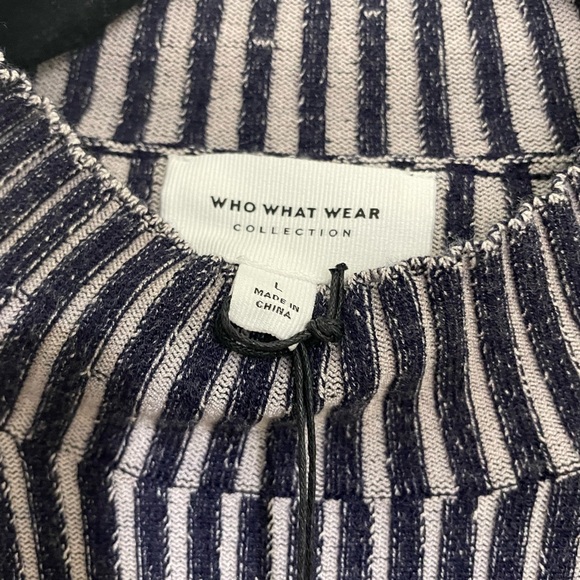 WHO WHAT WEAR
COLLECTION
L
MADE IN
CHINA